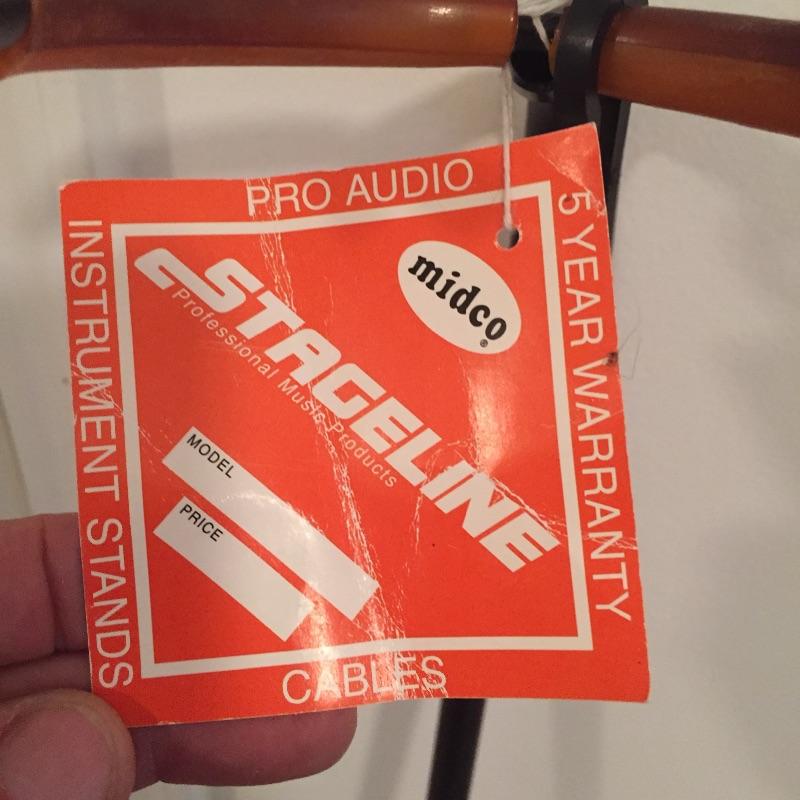 PRO AUDIO
5 YEAR WARRANTY
INSTRUMENT STANDS
midco®
STAGELINE
Professional Music Products
MODEL
PRICE
CABLES